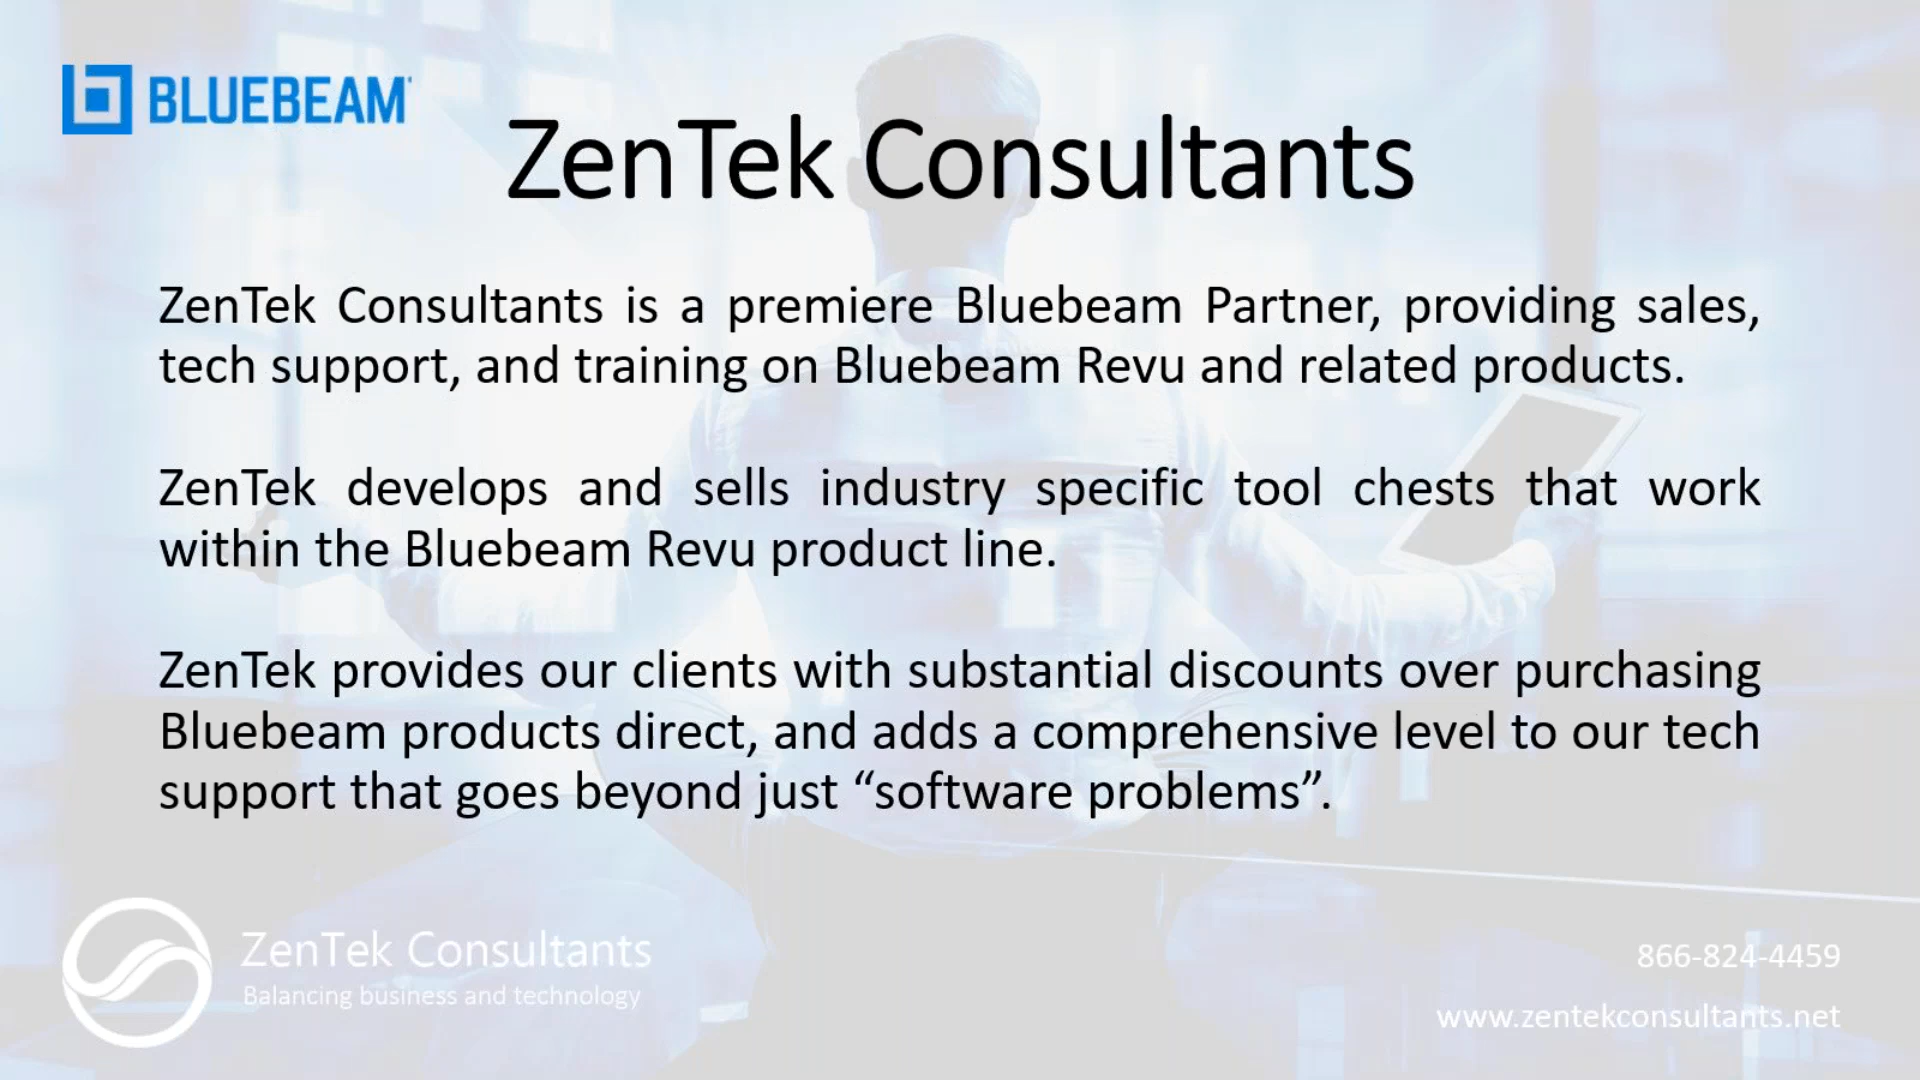 BLUEBEAM
ZenTek Consultants
ZenTek Consultants is a premiere Bluebeam Partner, providing sales,
tech support, and training on Bluebeam Revu and related products.
ZenTek develops and sells industry specific tool chests that work
within the Bluebeam Revu product line.
ZenTek provides our clients with substantial discounts over purchasing
Bluebeam products direct, and adds a comprehensive level to our tech
support that goes beyond just “software problems”.
ZenTek Consultants
Balancing business and technology
866-824-4459
www.zentekconsultants.net